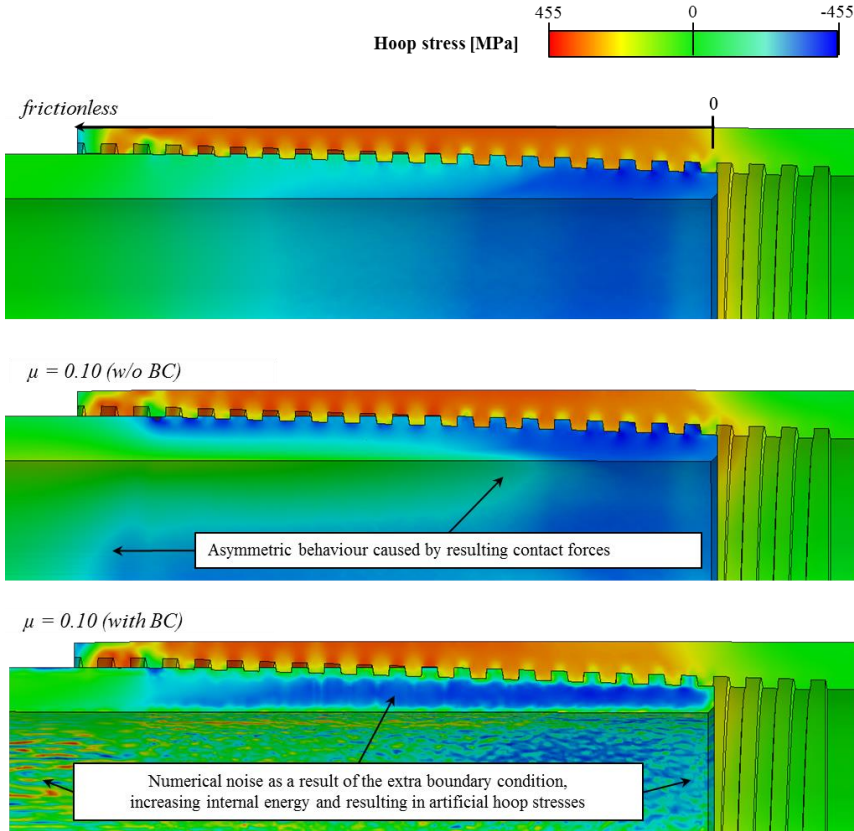 455 0 -455
Hoop stress [MPa]
frictionless
0
μ = 0.10 (w/o BC)
Asymmetric behaviour caused by resulting contact forces
μ = 0.10 (with BC)
Numerical noise as a result of the extra boundary condition,
increasing internal energy and resulting in artificial hoop stresses